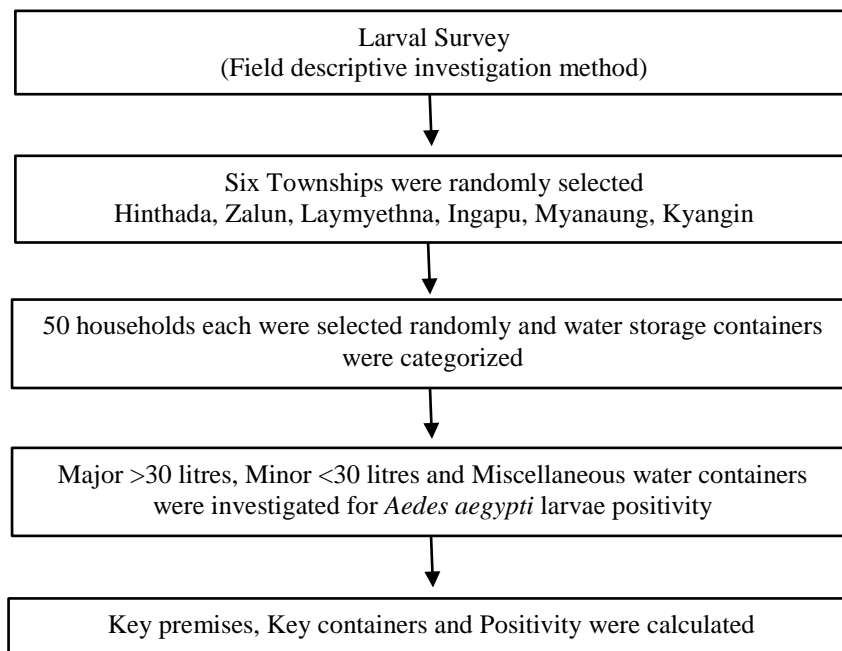 Larval Survey
(Field descriptive investigation method)
Six Townships were randomly selected
Hinthada, Zalun, Laymyethna, Ingapu, Myanaung, Kyangin
50 households each were selected randomly and water storage containers
were categorized
Major >30 litres, Minor <30 litres and Miscellaneous water containers
were investigated for Aedes aegypti larvae positivity
Key premises, Key containers and Positivity were calculated